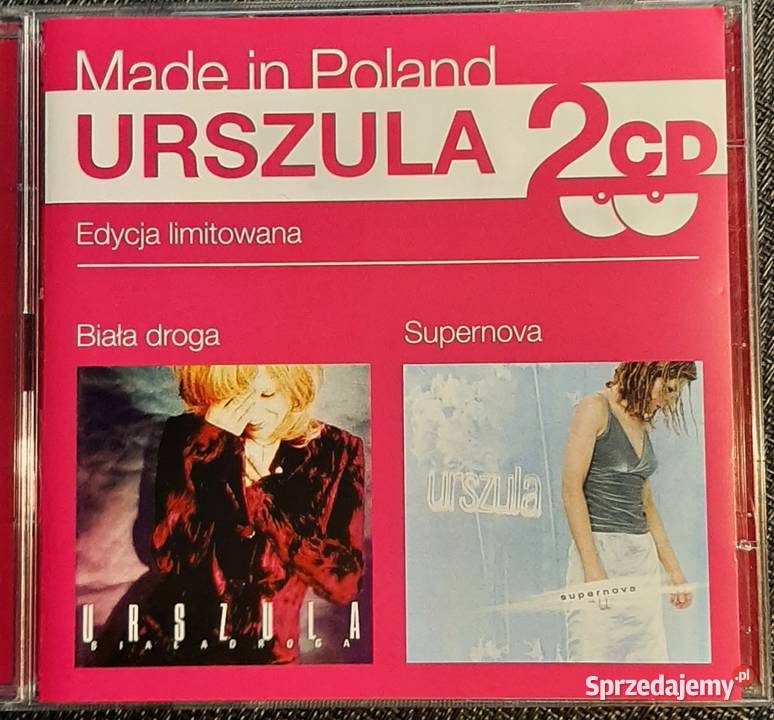 Made in Poland
URSZULA 2CD
Edycja limitowana
Biała droga
Supernova
URSZULA
BIAŁA DROGA
urszula
supernova
Sprzedajemy.pl